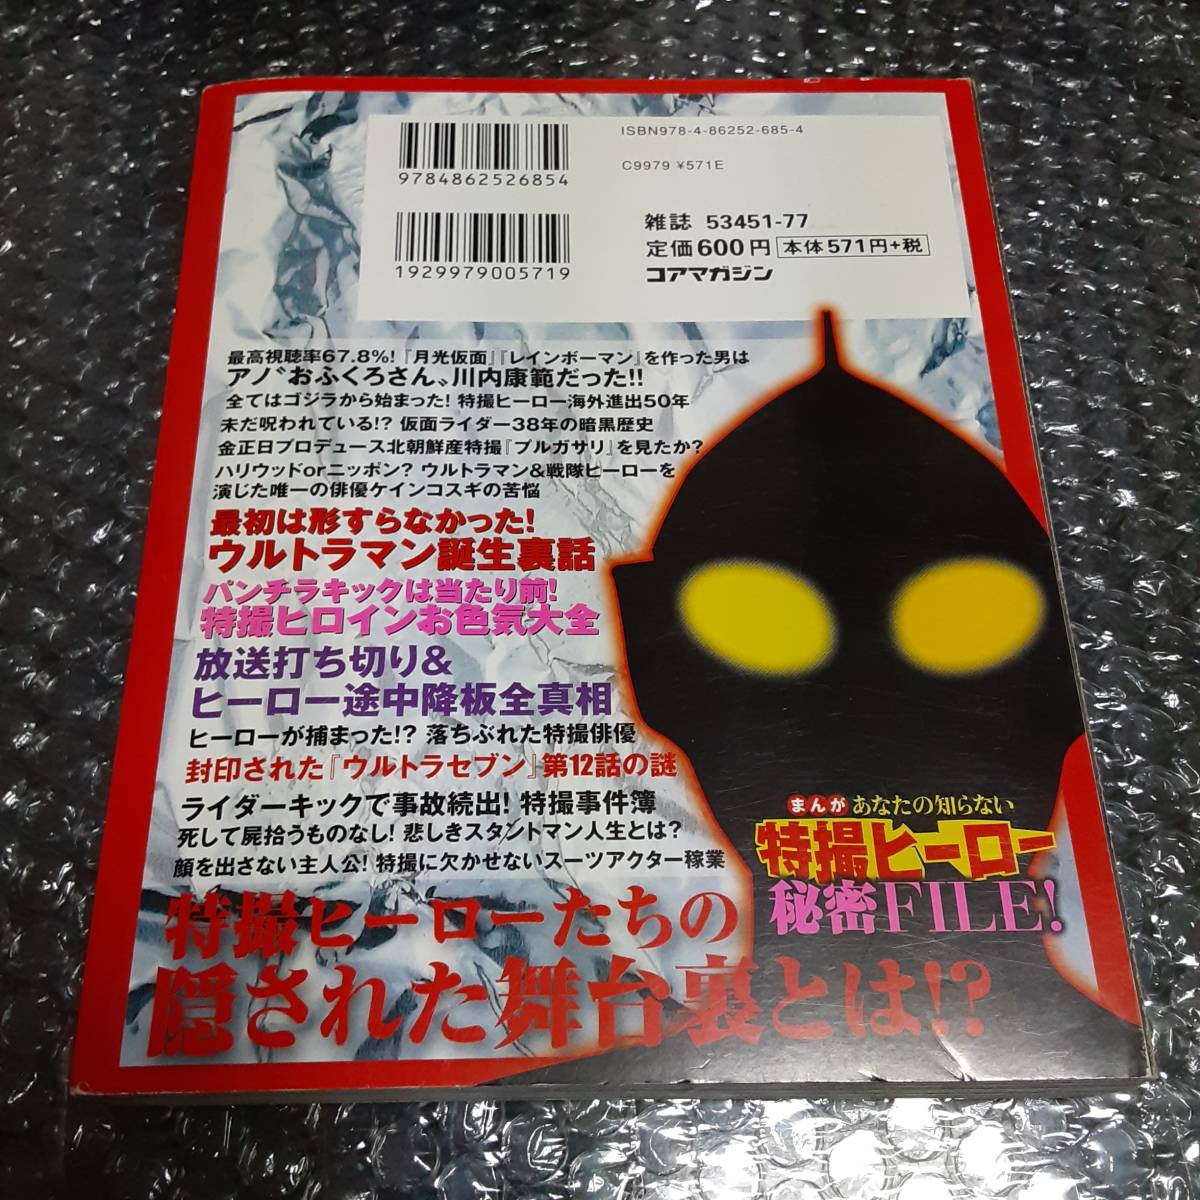 ISBN978-4-86252-685-4
9784862526854
C9979 ¥571E
雑誌 53451-77
定価600円 本体571円+税
1929979005719
コアマガジン
最高視聴率67.8%!『月光仮面』『レインボーマン』を作った男は
アノ〝おふくろさん〟川内康範だった!!
全てはゴジラから始まった! 特撮ヒーロー海外進出50年
未だ呪われている!? 仮面ライダー38年の暗黒歴史
金正日プロデュース北朝鮮産特撮『プルガサリ』を見たか?
ハリウッドorニッポン? ウルトラマン&戦隊ヒーローを
演じた唯一の俳優ケインコスギの苦悩
最初は形すらなかった!
ウルトラマン誕生裏話
パンチラキックは当たり前!
特撮ヒロインお色気大全
放送打ち切り&
ヒーロー途中降板全真相
ヒーローが捕まった!? 落ちぶれた特撮俳優
封印された『ウルトラセブン』第12話の謎
ライダーキックで事故続出! 特撮事件簿
死して屍拾うものなし! 悲しきスタントマン人生とは?
顔を出さない主人公! 特撮に欠かせないスーツアクター稼業
まんが あなたの知らない
特撮ヒーロー
秘密FILE!
特撮ヒーローたちの
隠された舞台裏とは!?